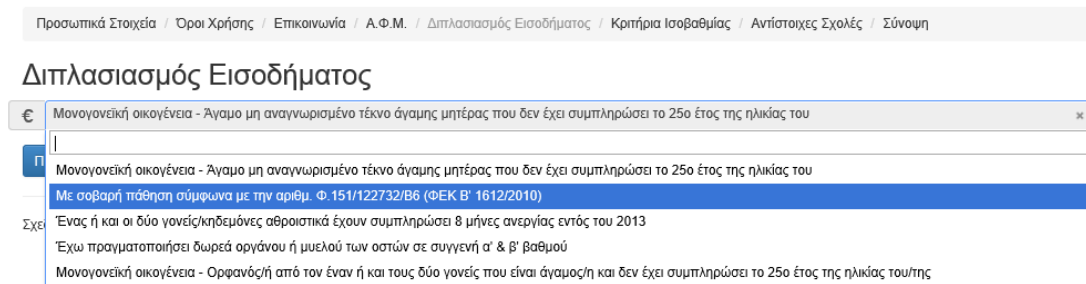 Προσωπικά Στοιχεία / Όροι Χρήσης / Επικοινωνία / Α.Φ.Μ. / Διπλασιασμός Εισοδήματος / Κριτήρια Ισοβαθμίας / Αντίστοιχες Σχολές / Σύνοψη
Διπλασιασμός Εισοδήματος
€ Μονογονεϊκή οικογένεια - Άγαμο μη αναγνωρισμένο τέκνο άγαμης μητέρας που δεν έχει συμπληρώσει το 25ο έτος της ηλικίας του ×
Π
Μονογονεϊκή οικογένεια - Άγαμο μη αναγνωρισμένο τέκνο άγαμης μητέρας που δεν έχει συμπληρώσει το 25ο έτος της ηλικίας του
Με σοβαρή πάθηση σύμφωνα με την αριθμ. Φ.151/122732/Β6 (ΦΕΚ Β' 1612/2010)
Σχε
Ένας ή και οι δύο γονείς/κηδεμόνες αθροιστικά έχουν συμπληρώσει 8 μήνες ανεργίας εντός του 2013
Έχω πραγματοποιήσει δωρεά οργάνου ή μυελού των οστών σε συγγενή α' & β' βαθμού
Μονογονεϊκή οικογένεια - Ορφανός/ή από τον έναν ή και τους δύο γονείς που είναι άγαμος/η και δεν έχει συμπληρώσει το 25ο έτος της ηλικίας του/της